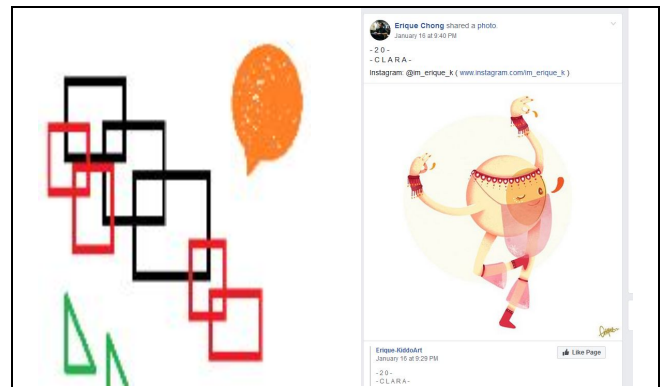 Erique Chong shared a photo.
January 16 at 9:40 PM
- 2 0 -
- C L A R A -
Instagram: @im_erique_k ( www.instagram.com/im_erique_k )
Erique-KiddoArt
January 16 at 9:29 PM
Like Page
- 2 0 -
- C L A R A -